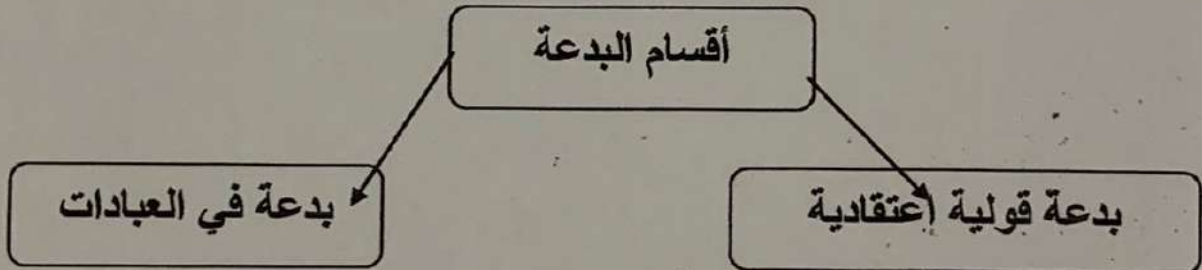 أقسام البدعة
بدعة قولية إعتقادية
بدعة في العبادات